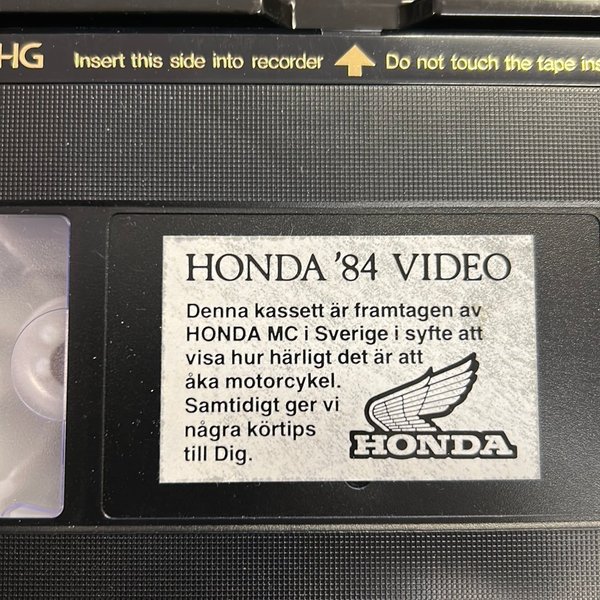 HG Insert this side into recorder Do not touch the tape ins
HONDA '84 VIDEO
Denna kassett är framtagen av
HONDA MC i Sverige i syfte att
visa hur härligt det är att
åka motorcykel.
Samtidigt ger vi
några körtips
till Dig.
HONDA